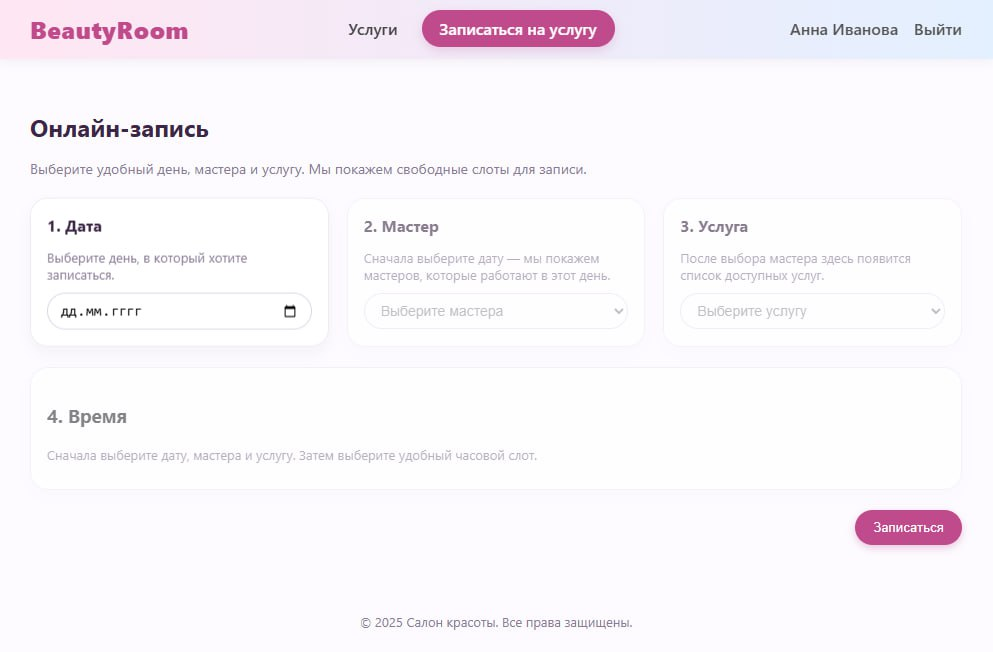 BeautyRoom
Услуги
Записаться на услугу
Анна Иванова
Выйти
Онлайн-запись
Выберите удобный день, мастера и услугу. Мы покажем свободные слоты для записи.
1. Дата
Выберите день, в который хотите
записаться.
дд.мм.гггг
2. Мастер
Сначала выберите дату — мы покажем
мастеров, которые работают в этот день.
Выберите мастера
3. Услуга
После выбора мастера здесь появится
список доступных услуг.
Выберите услугу
4. Время
Сначала выберите дату, мастера и услугу. Затем выберите удобный часовой слот.
Записаться
© 2025 Салон красоты. Все права защищены.